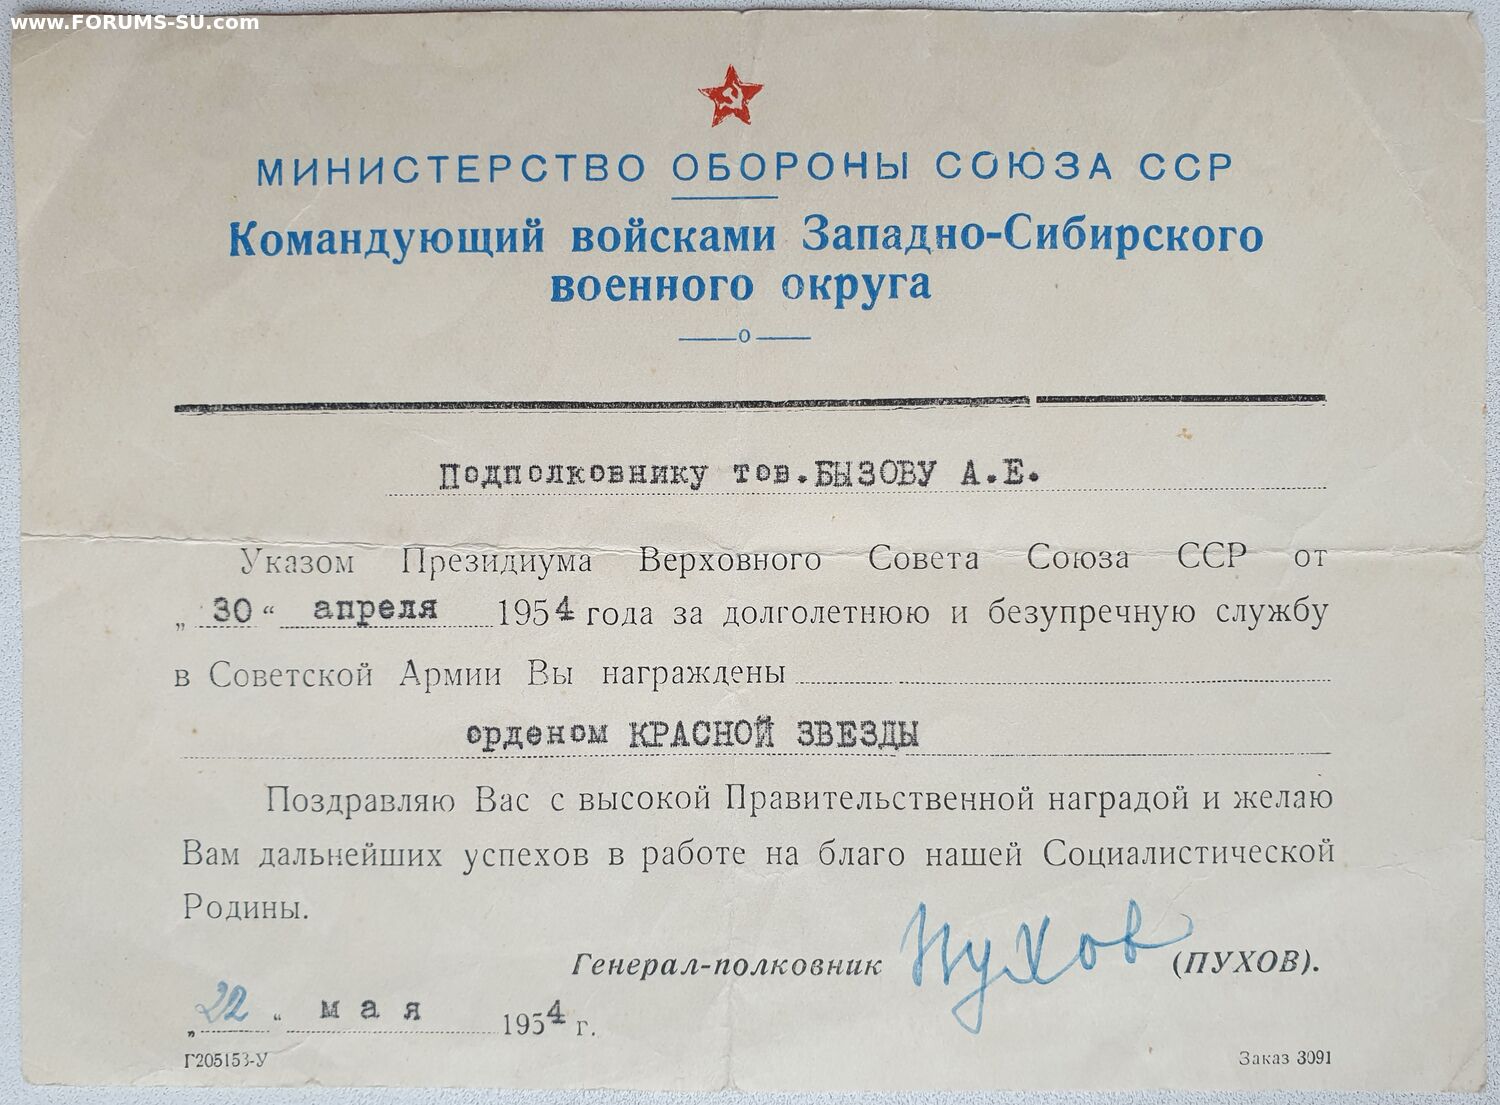 www.FORUMS-SU.com
МИНИСТЕРСТВО ОБОРОНЫ СОЮЗА ССР
Командующий войсками Западно-Сибирского
военного округа
Подполковнику тов.БЫЗОВУ А.Е.
Указом Президиума Верховного Совета Союза ССР от
„30“ апреля 1954 года за долголетнюю и безупречную службу
в Советской Армии Вы награждены
орденом КРАСНОЙ ЗВЕЗДЫ
Поздравляю Вас с высокой Правительственной наградой и желаю
Вам дальнейших успехов в работе на благо нашей Социалистической
Родины.
Генерал-полковник Пухов (ПУХОВ).
„22“ мая 1954 г.
Г205153-У Заказ 3091